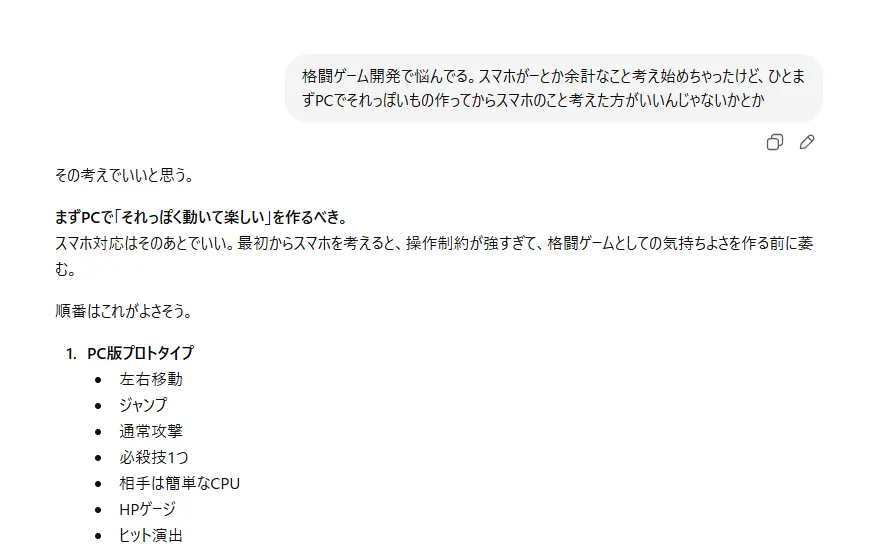 格闘ゲーム開発で悩んでる。スマホがーとか余計なこと考え始めちゃったけど、ひとま
ずPCでそれっぽいもの作ってからスマホのこと考えた方がいいんじゃないかとか
その考えでいいと思う。
まずPCで「それっぽく動いて楽しい」を作るべき。
スマホ対応はそのあとでいい。最初からスマホを考えると、操作制約が強すぎて、格闘ゲームとしての気持ちよさを作る前に萎
む。
順番はこれがよさそう。
1. PC版プロトタイプ
• 左右移動
• ジャンプ
• 通常攻撃
• 必殺技1つ
• 相手は簡単なCPU
• HPゲージ
• ヒット演出